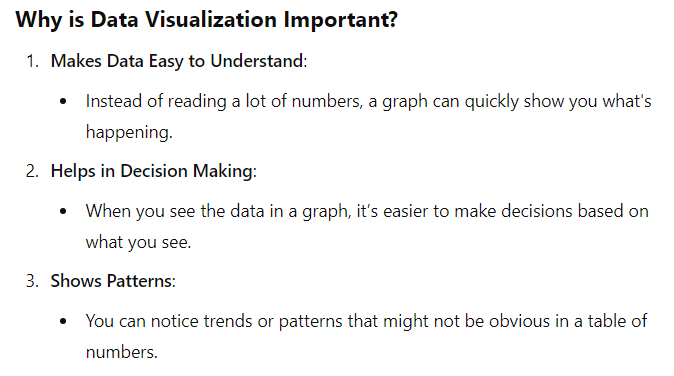 Why is Data Visualization Important?
1. Makes Data Easy to Understand:
• Instead of reading a lot of numbers, a graph can quickly show you what's
happening.
2. Helps in Decision Making:
• When you see the data in a graph, it’s easier to make decisions based on
what you see.
3. Shows Patterns:
• You can notice trends or patterns that might not be obvious in a table of
numbers.